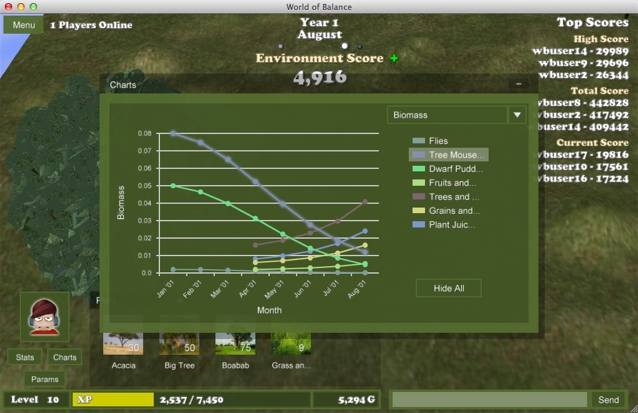 World of Balance
Menu
1 Players Online
Year 1
August
Environment Score +
4,916
Top Scores
High Score
wbuser14 - 29989
wbuser9 - 29696
wbuser2 - 26344
Total Score
wbuser8 - 442828
wbuser2 - 417492
wbuser14 - 409442
Current Score
wbuser17 - 19816
wbuser10 - 17561
wbuser16 - 17224
Charts
Biomass
Biomass
0.08
0.07
0.06
0.05
0.04
0.03
0.02
0.01
0.0
Jan '01
Feb '01
Mar '01
Apr '01
May '01
Jun '01
Jul '01
Aug '01
Month
Flies
Tree Mouse...
Dwarf Pudd...
Fruits and...
Trees and ...
Grains and...
Plant Juic...
Hide All
30
50
75
9
Acacia
Big Tree
Boabab
Grass an...
Stats
Charts
Params
Level 10
XP
2,537 / 7,450
5,294 G
Send